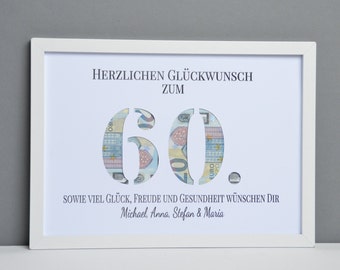 Herzlichen Glückwunsch
zum
60.
sowie viel Glück, Freude und Gesundheit wünschen Dir
Michael, Anna, Stefan & Maria